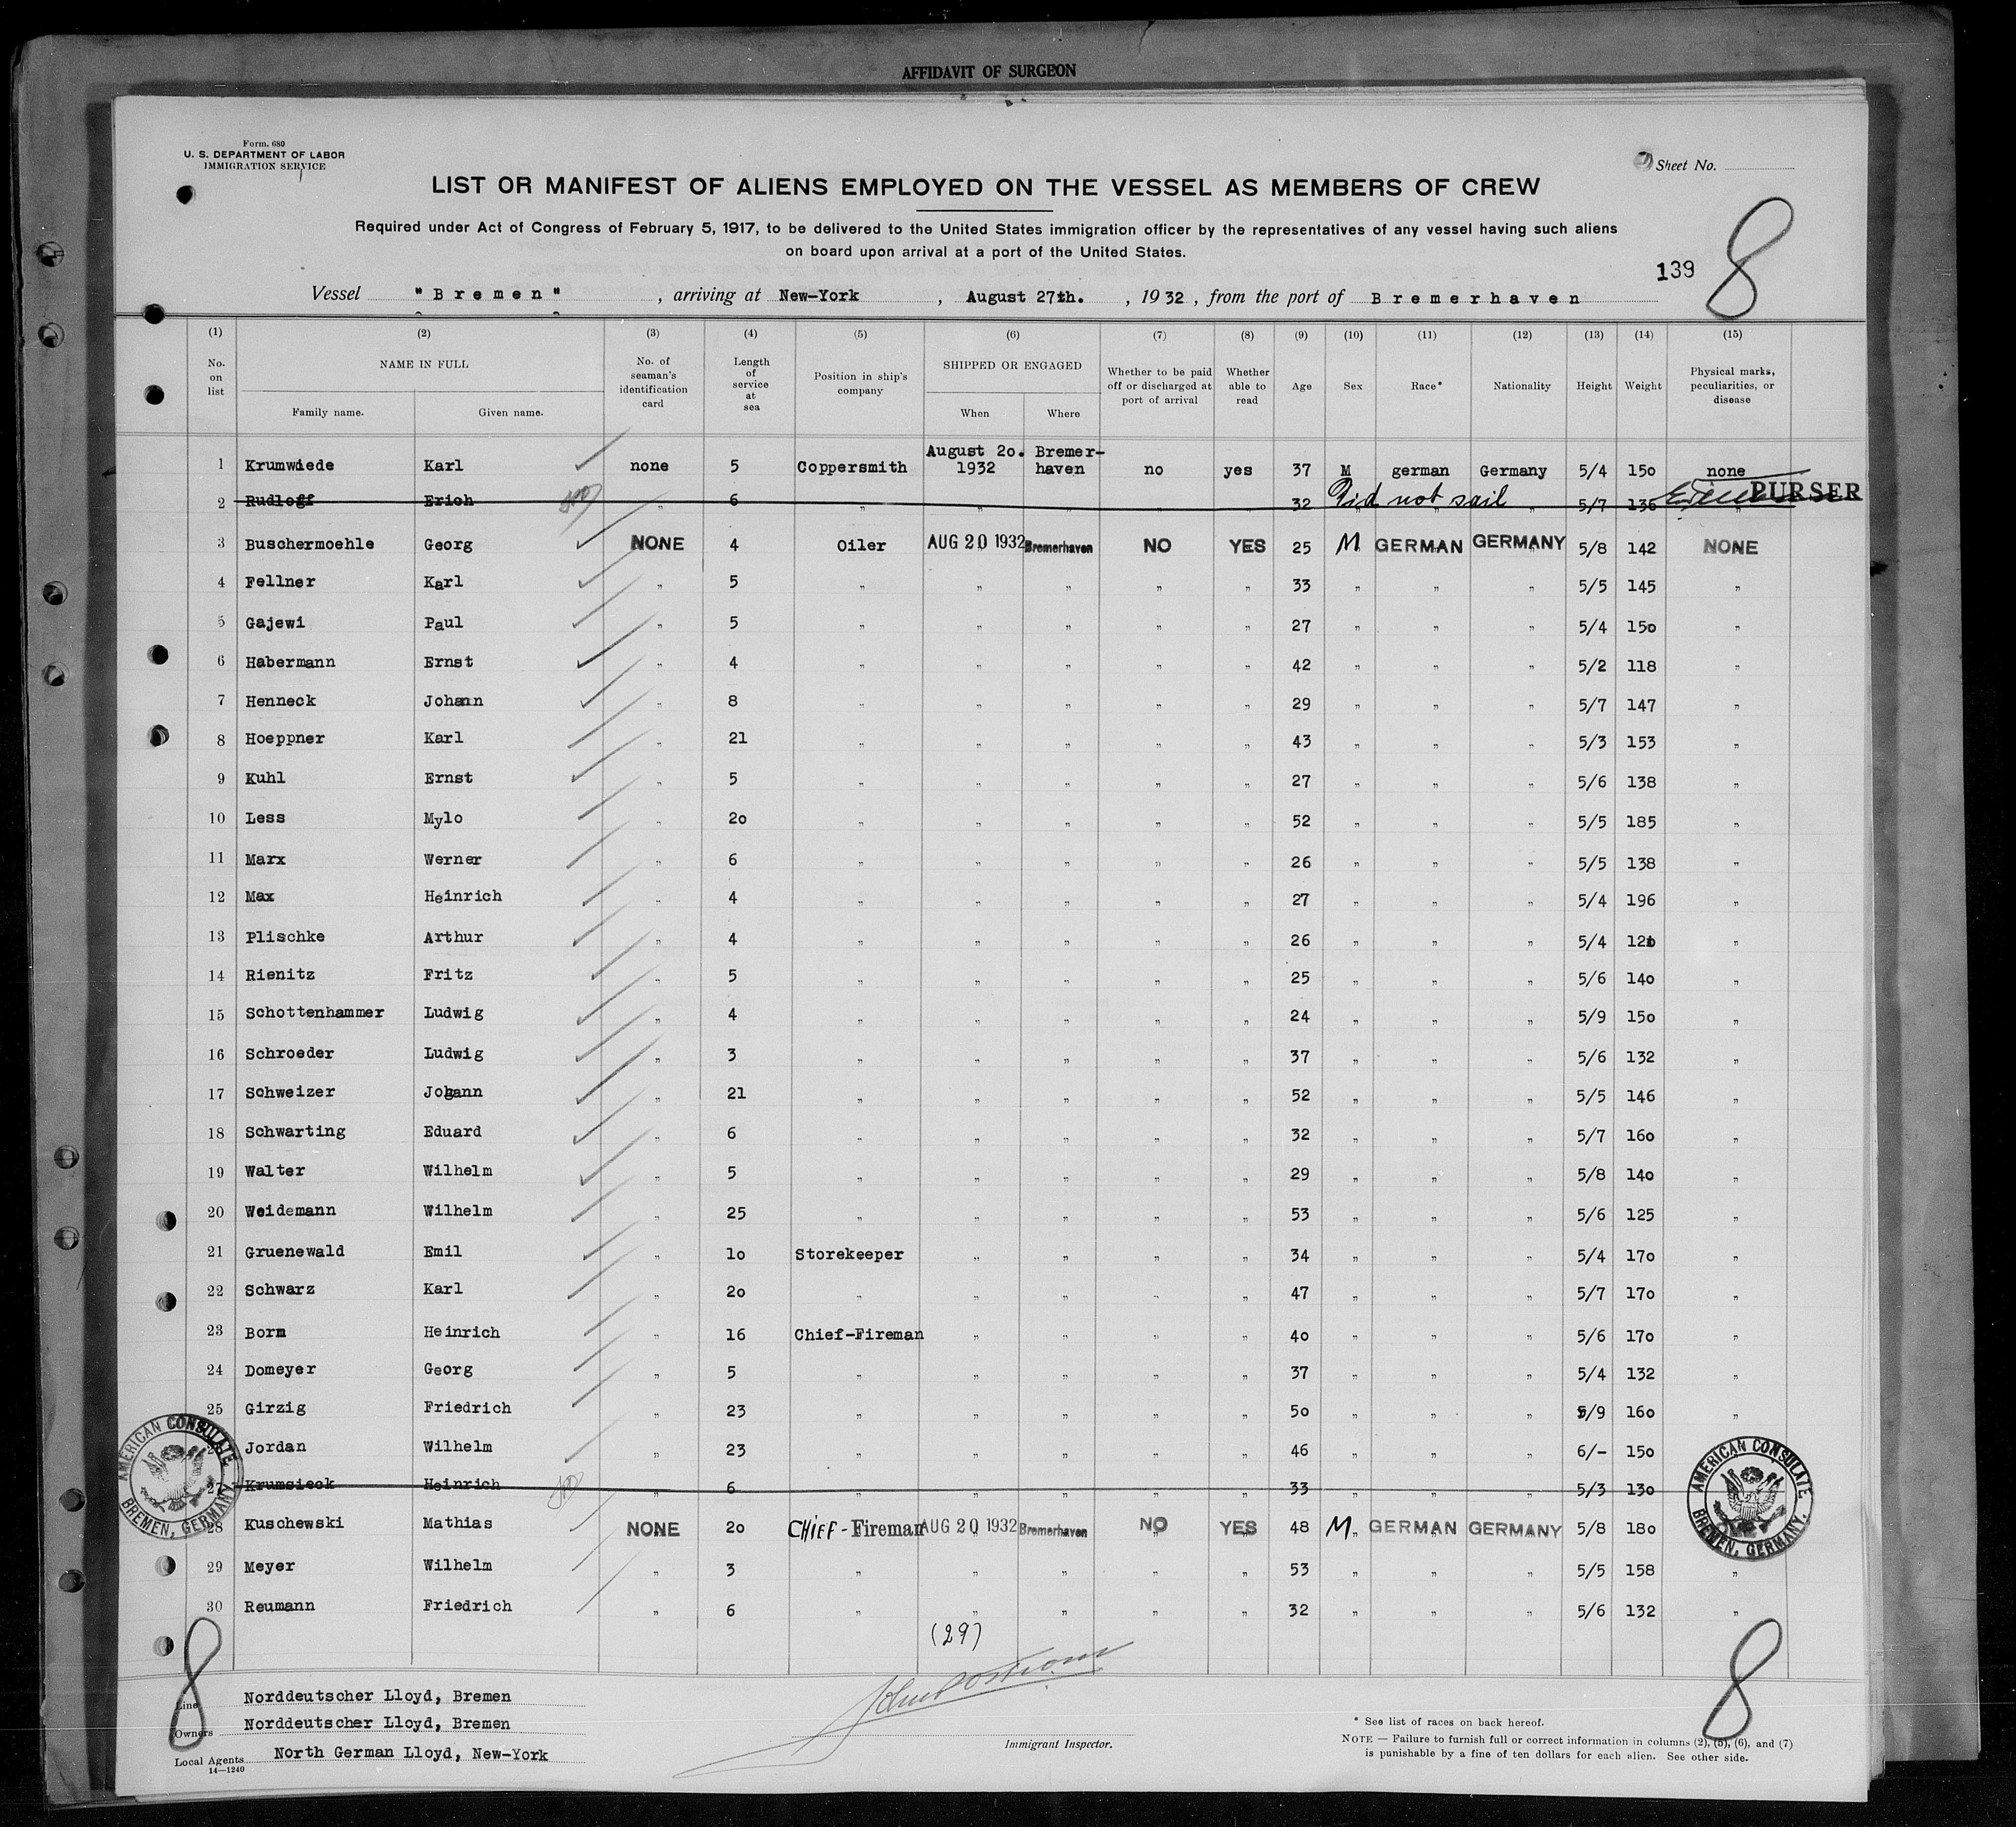 AFFIDAVIT OF SURGEON
Form. 680
U. S. DEPARTMENT OF LABOR
IMMIGRATION SERVICE
Sheet No.
LIST OR MANIFEST OF ALIENS EMPLOYED ON THE VESSEL AS MEMBERS OF CREW
Required under Act of Congress of February 5, 1917, to be delivered to the United States immigration officer by the representatives of any vessel having such aliens
on board upon arrival at a port of the United States.
139 8
Vessel "Bremen", arriving at New-York, August 27th., 1932, from the port of Bremerhaven
(1) (2) (3) (4) (5) (6) (7) (8) (9) (10) (11) (12) (13) (14) (15)
No. on list NAME IN FULL Family name. Given name. No. of seaman's identification card Length of service at sea Position in ship's company SHIPPED OR ENGAGED When Where Whether to be paid off or discharged at port of arrival Whether able to read Age Sex Race* Nationality Height Weight Physical marks, peculiarities, or disease
1 Krumwiede Karl none 5 Coppersmith August 2o. 1932 Bremer-haven no yes 37 M german Germany 5/4 15o none
2 Rudloff Erich " 6 " " " " 32 Did not sail 5/7 136 " PURSER
3 Buschermoehle Georg NONE 4 Oiler AUG 20 1932 Bremerhaven NO YES 25 M GERMAN GERMANY 5/8 142 NONE
4 Fellner Karl " 5 " " " " " 33 " " " 5/5 145 "
5 Gajewi Paul " 5 " " " " " 27 " " " 5/4 15o "
6 Habermann Ernst " 4 " " " " " 42 " " " 5/2 118 "
7 Henneck Johann " 8 " " " " " 29 " " " 5/7 147 "
8 Hoeppner Karl " 21 " " " " " 43 " " " 5/3 153 "
9 Kuhl Ernst " 5 " " " " " 27 " " " 5/6 138 "
10 Less Mylo " 2o " " " " " 52 " " " 5/5 185 "
11 Marx Werner " 6 " " " " " 26 " " " 5/5 138 "
12 Max Heinrich " 4 " " " " " 27 " " " 5/4 196 "
13 Plischke Arthur " 4 " " " " " 26 " " " 5/4 "
14 Rienitz Fritz " 5 " " " " " 25 " " " 5/6 14o "
15 Schottenhammer Ludwig " 4 " " " " " 24 " " " 5/9 15o "
16 Schroeder Ludwig " 3 " " " " " 37 " " " 5/6 132 "
17 Schweizer Johann " 21 " " " " " 52 " " " 5/5 146 "
18 Schwarting Eduard " 6 " " " " " 32 " " " 5/7 16o "
19 Walter Wilhelm " 5 " " " " " 29 " " " 5/8 14o "
20 Weidemann Wilhelm " 25 " " " " " 53 " " " 5/6 125 "
21 Gruenewald Emil " 1o Storekeeper " " " " 34 " " " 5/4 17o "
22 Schwarz Karl " 2o " " " " " 47 " " " 5/7 17o "
23 Born Heinrich " 16 Chief-Fireman " " " " 4o " " " 5/6 17o "
24 Domeyer Georg " 5 " " " " " 37 " " " 5/4 132 "
25 Girzig Friedrich " 23 " " " " " 5o " " " 5/9 16o "
Jordan Wilhelm " 23 " " " " " 46 " " " 6/- 15o
27 Krumsieck Heinrich " 6 " " " " " 33 " " " 5/3 13o
28 Kuschewski Mathias NONE 2o CHIEF-Fireman AUG 20 1932 Bremerhaven NO YES 48 M GERMAN GERMANY 5/8 18o
29 Meyer Wilhelm " 3 " " " " " 53 " " " 5/5 158 "
30 Reumann Friedrich " 6 " " " " " 32 " " " 5/6 132 "
(29)
AMERICAN CONSULATE BREMEN, GERMANY
AMERICAN CONSULATE BREMEN, GERMANY.
8 8
Line Norddeutscher Lloyd, Bremen
Owners Norddeutscher Lloyd, Bremen
Local Agents North German Lloyd, New-York
14—1240
Immigrant Inspector.
* See list of races on back hereof.
NOTE — Failure to furnish full or correct information in columns (2), (5), (6), and (7)
is punishable by a fine of ten dollars for each alien. See other side.